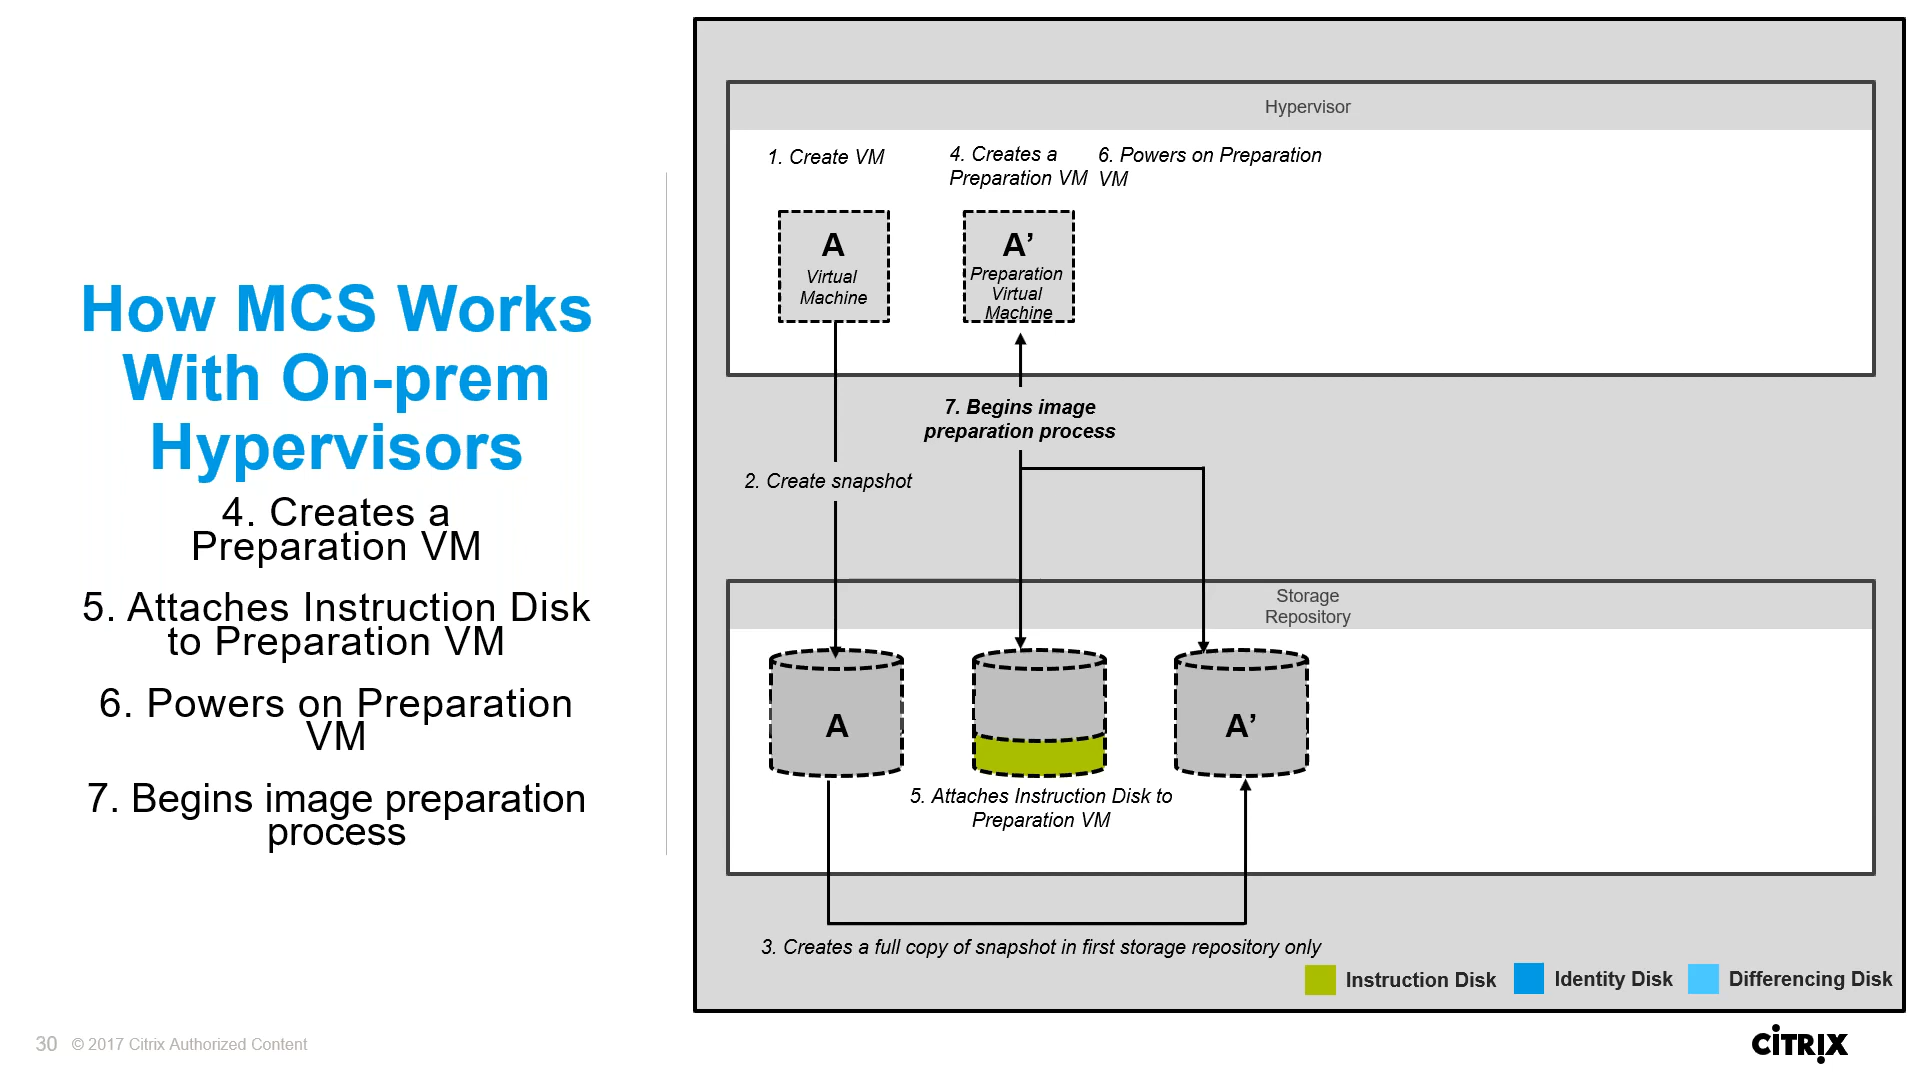 How MCS Works
With On-prem
Hypervisors
4. Creates a
Preparation VM
5. Attaches Instruction Disk
to Preparation VM
6. Powers on Preparation
VM
7. Begins image preparation
process
Hypervisor
1. Create VM
4. Creates a
Preparation VM
6. Powers on Preparation
VM
A
Virtual
Machine
A’
Preparation
Virtual
Machine
7. Begins image
preparation process
2. Create snapshot
Storage
Repository
A
A’
5. Attaches Instruction Disk to
Preparation VM
3. Creates a full copy of snapshot in first storage repository only
Instruction Disk
Identity Disk
Differencing Disk
30 © 2017 Citrix Authorized Content
CITRIX